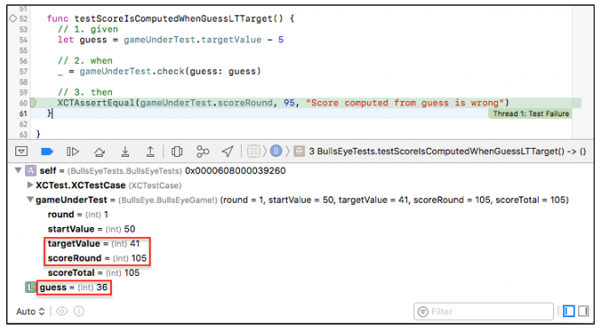 51
52 func testScoreIsComputedWhenGuessLTTarget() {
53 // 1. given
54 let guess = gameUnderTest.targetValue - 5
55
56 // 2. when
57 _ = gameUnderTest.check(guess: guess)
58
59 // 3. then
60 XCTAssertEqual(gameUnderTest.scoreRound, 95, "Score computed from guess is wrong")
61 } Thread 1: Test Failure
62
63 }
3 BullsEyeTests.testScoreIsComputedWhenGuessLTTarget() -> ()
A self = (BullsEyeTests.BullsEyeTests) 0x0000608000039260
XCTest.XCTestCase (XCTestCase)
gameUnderTest = (BullsEye.BullsEyeGame!) (round = 1, startValue = 50, targetValue = 41, scoreRound = 105, scoreTotal = 105)
round = (Int) 1
startValue = (Int) 50
targetValue = (Int) 41
scoreRound = (Int) 105
scoreTotal = (Int) 105
L guess = (Int) 36
Auto Filter